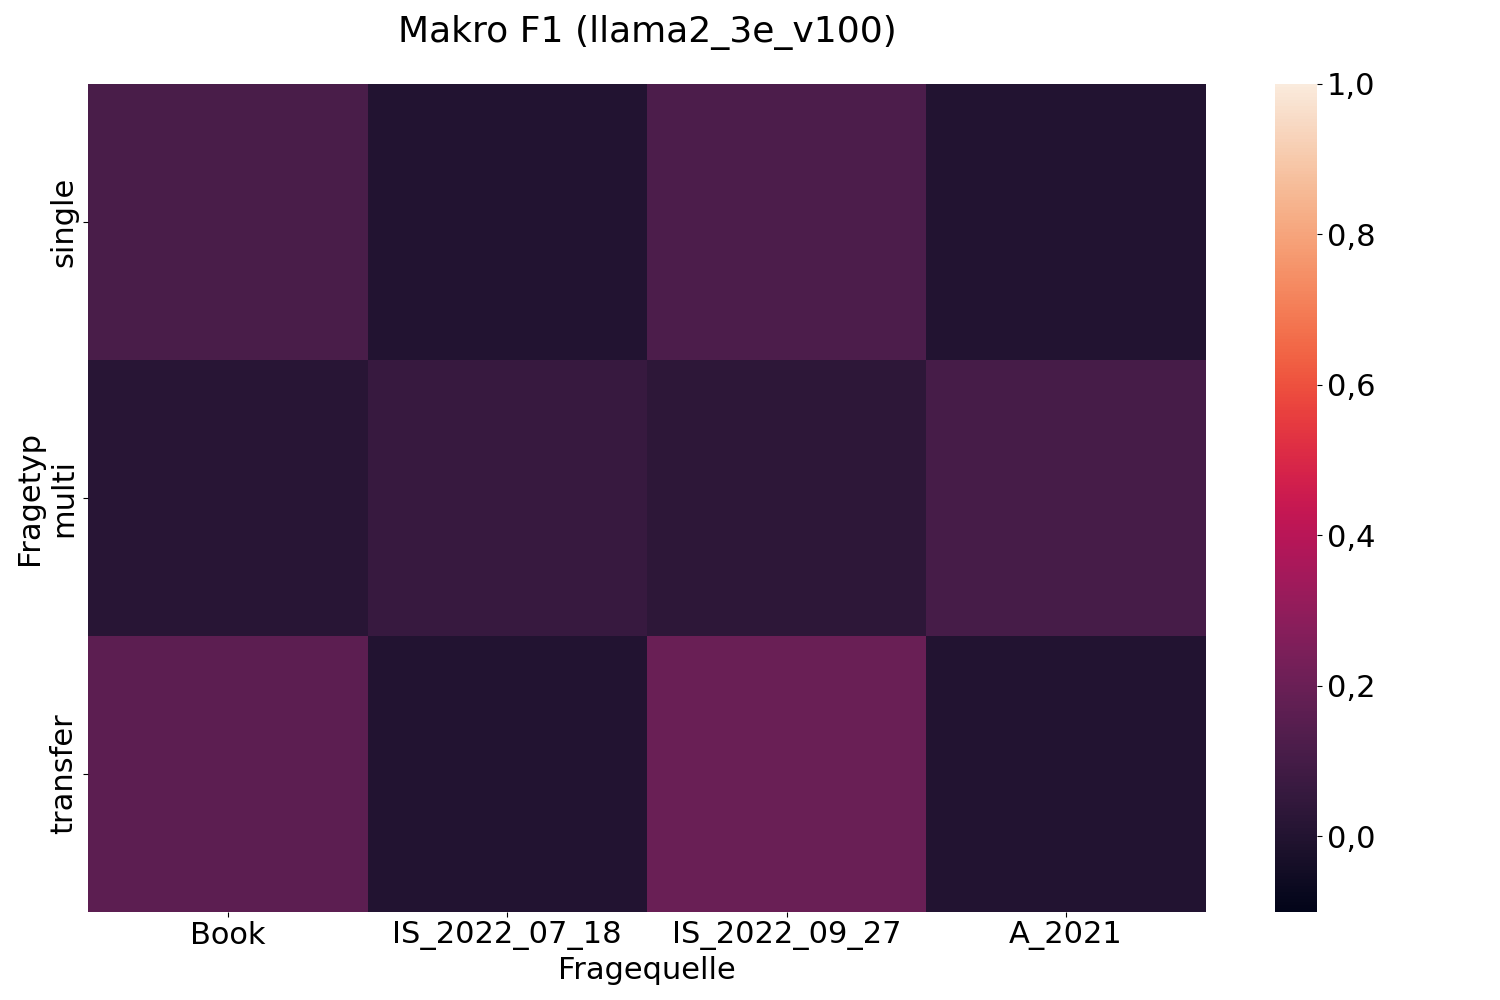 Makro F1 (llama2_3e_v100)
Fragetyp
single
multi
transfer
Book
IS_2022_07_18
IS_2022_09_27
A_2021
Fragequelle
1,0
0,8
0,6
0,4
0,2
0,0